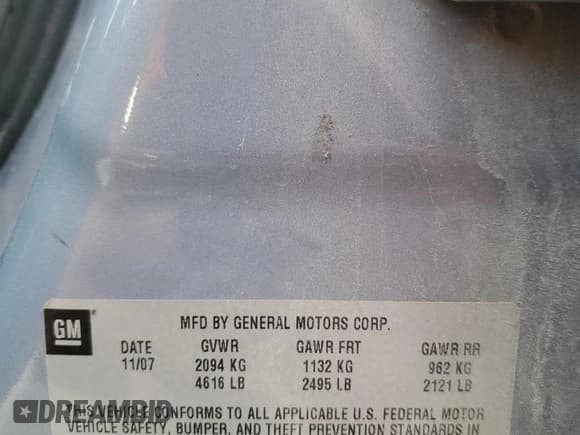 GM
MFD BY GENERAL MOTORS CORP.
DATE GVWR GAWR FRT GAWR RR
11/07 2094 KG 1132 KG 962 KG
4616 LB 2495 LB 2121 LB
THIS VEHICLE CONFORMS TO ALL APPLICABLE U.S. FEDERAL MOTOR
VEHICLE SAFETY, BUMPER, AND THEFT PREVENTION STANDARDS IN
DREAMBID